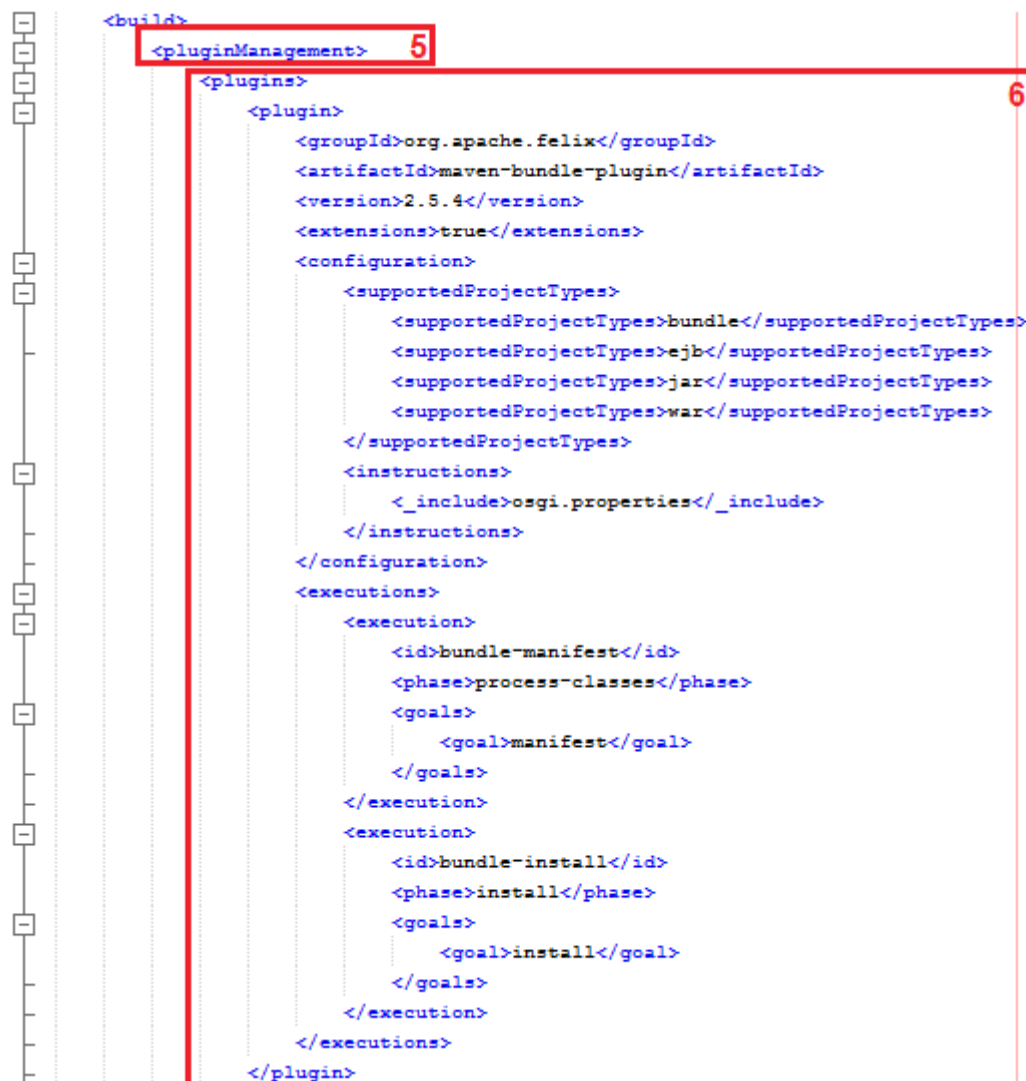 <build>
<pluginManagement> 5
<plugins>
6
<plugin>
<groupId>org.apache.felix</groupId>
<artifactId>maven-bundle-plugin</artifactId>
<version>2.5.4</version>
<extensions>true</extensions>
<configuration>
<supportedProjectTypes>
<supportedProjectTypes>bundle</supportedProjectTypes>
<supportedProjectTypes>ejb</supportedProjectTypes>
<supportedProjectTypes>jar</supportedProjectTypes>
<supportedProjectTypes>war</supportedProjectTypes>
</supportedProjectTypes>
<instructions>
<_include>osgi.properties</_include>
</instructions>
</configuration>
<executions>
<execution>
<id>bundle-manifest</id>
<phase>process-classes</phase>
<goals>
<goal>manifest</goal>
</goals>
</execution>
<execution>
<id>bundle-install</id>
<phase>install</phase>
<goals>
<goal>install</goal>
</goals>
</execution>
</executions>
</plugin>